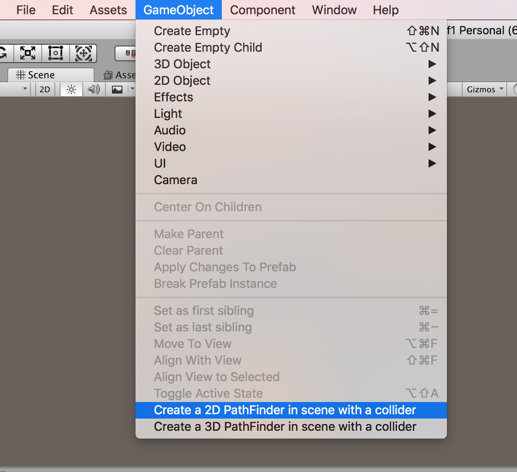 File Edit Assets GameObject Component Window Help
f1 Personal (6
Scene Asse
2D Gizmos
Create Empty ⇧⌘N
Create Empty Child ⌥⇧N
3D Object ▶
2D Object ▶
Effects ▶
Light ▶
Audio ▶
Video ▶
UI ▶
Camera
Center On Children
Make Parent
Clear Parent
Apply Changes To Prefab
Break Prefab Instance
Set as first sibling ⌘=
Set as last sibling ⌘−
Move To View ⌥⌘F
Align With View ⇧⌘F
Align View to Selected
Toggle Active State ⌥⇧A
Create a 2D PathFinder in scene with a collider
Create a 3D PathFinder in scene with a collider